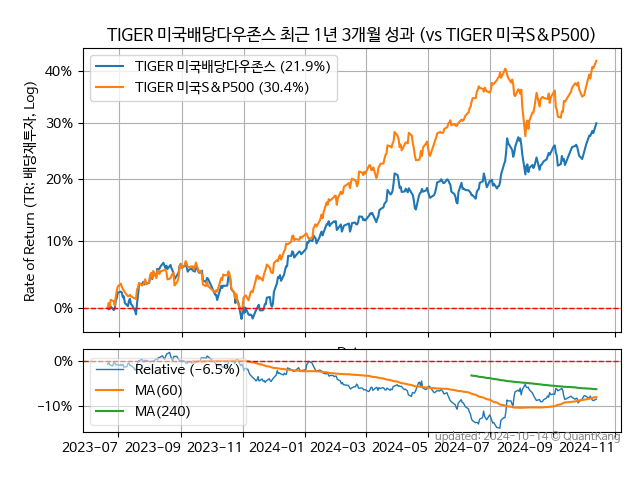 TIGER 미국배당다우존스 최근 1년 3개월 성과 (vs TIGER 미국S&P500)
TIGER 미국배당다우존스 (21.9%)
TIGER 미국S&P500 (30.4%)
Rate of Return (TR: 배당재투자, Log)
40%
30%
20%
10%
0%
0%
−10%
Relative (−6.5%)
MA(60)
MA(240)
updated: 2024-10-14 © QuantKang
2023−07 2023−09 2023−11 2024−01 2024−03 2024−05 2024−07 2024−09 2024−11